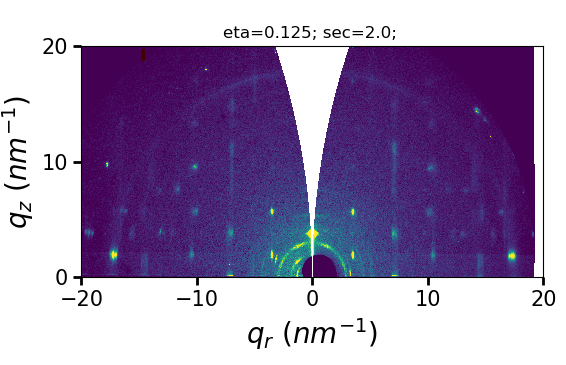 eta=0.125; sec=2.0;
20
10
0
q_z (nm⁻¹)
−20 −10 0 10 20
q_r (nm⁻¹)